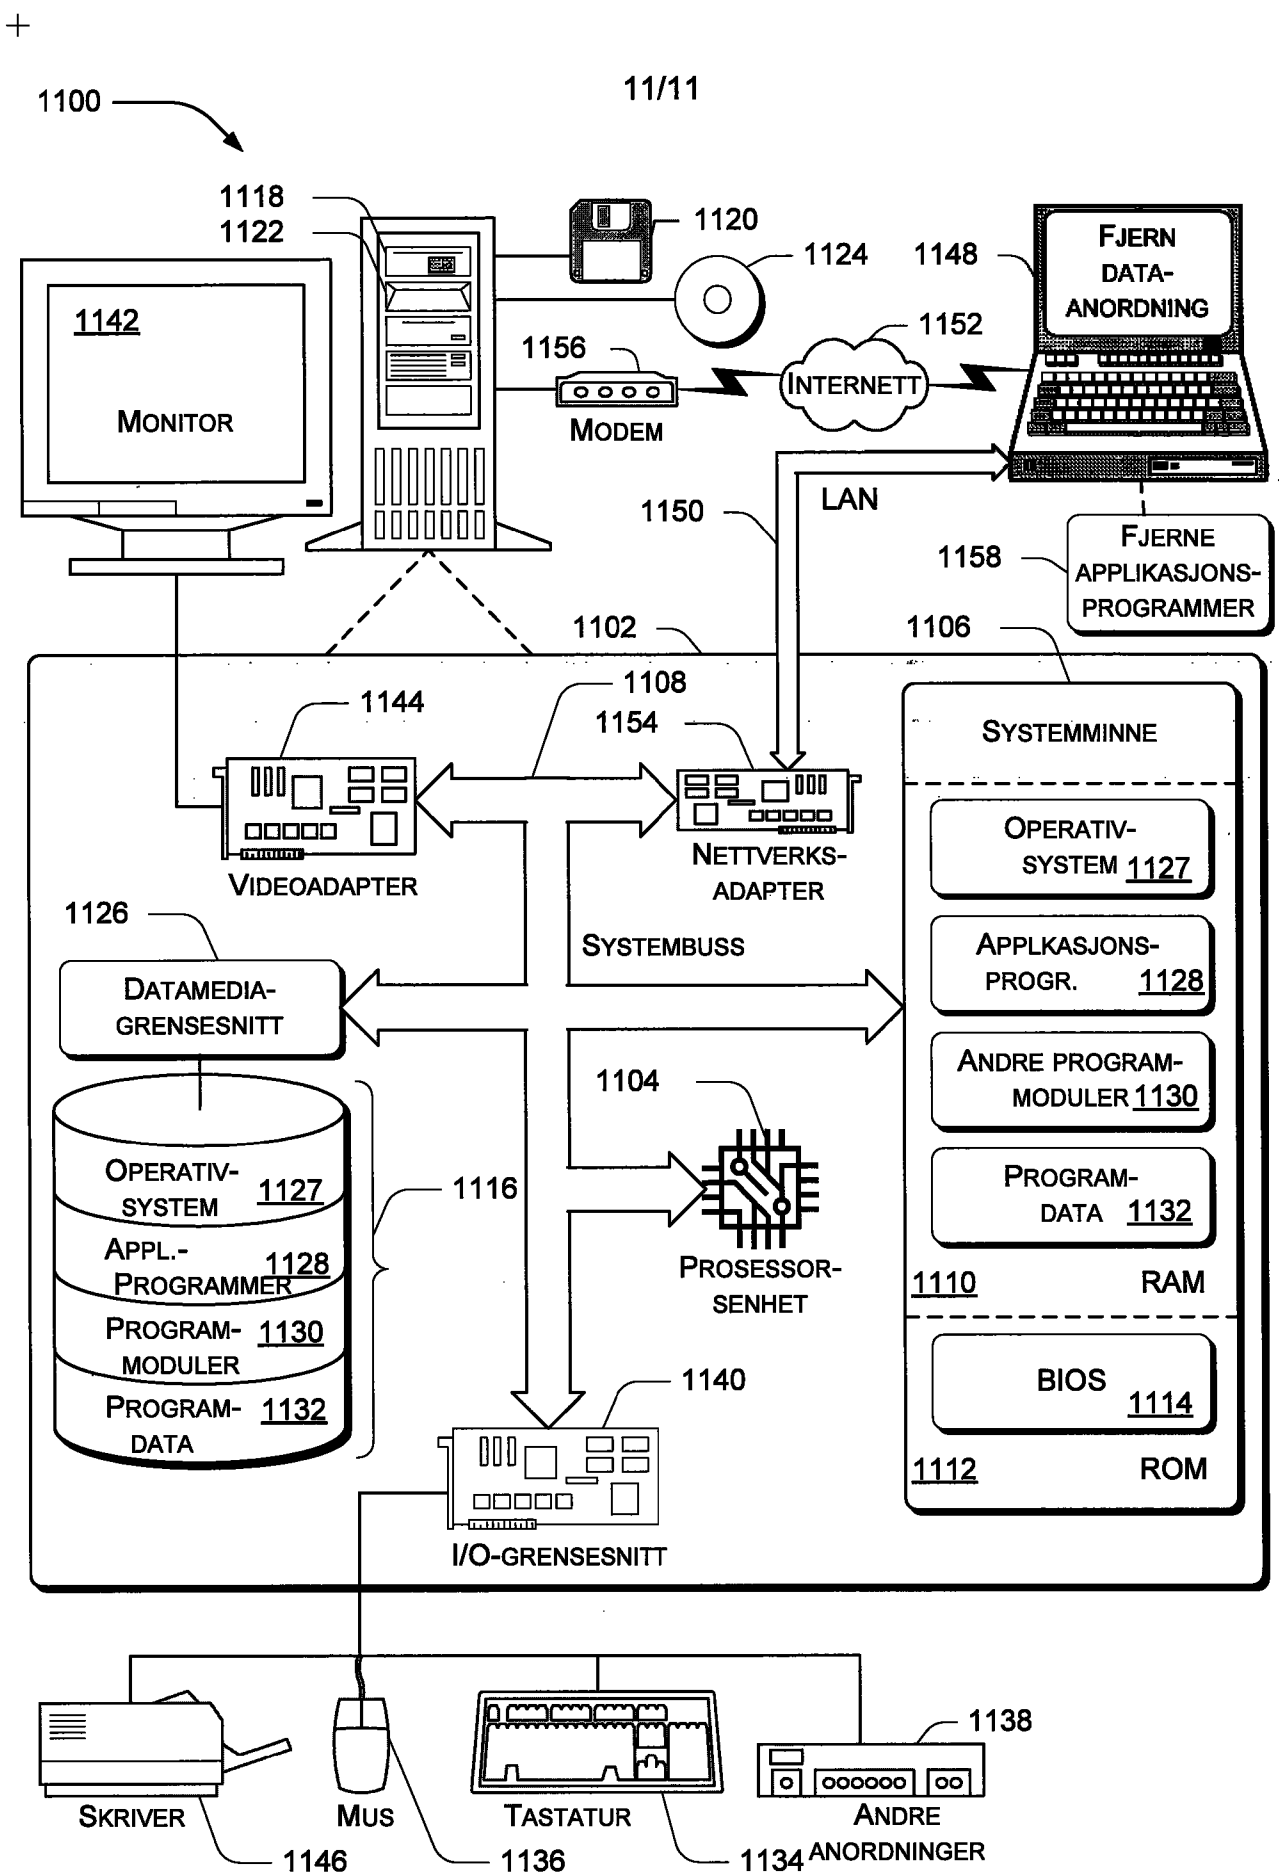 11/11
1100
1118
1122
1120
1124
1148
FJERN
DATA-
ANORDNING
1142
MONITOR
1156
MODEM
1152
INTERNETT
LAN
1150
1158
FJERNE
APPLIKASJONS-
PROGRAMMER
1102
1106
1144
1108
1154
VIDEOADAPTER
NETTVERKS-
ADAPTER
SYSTEMMINNE
OPERATIV-
SYSTEM 1127
APPLKASJONS-
PROGR. 1128
ANDRE PROGRAM-
MODULER 1130
PROGRAM-
DATA 1132
1110 RAM
BIOS
1114
1112 ROM
1126
DATAMEDIA-
GRENSESNITT
SYSTEMBUSS
1104
PROSESSOR-
SENHET
OPERATIV-
SYSTEM 1127
APPL.-
PROGRAMMER 1128
PROGRAM-
MODULER 1130
PROGRAM-
DATA 1132
1116
1140
I/O-GRENSESNITT
SKRIVER
1146
MUS
1136
TASTATUR
1134
1138
ANDRE
ANORDNINGER